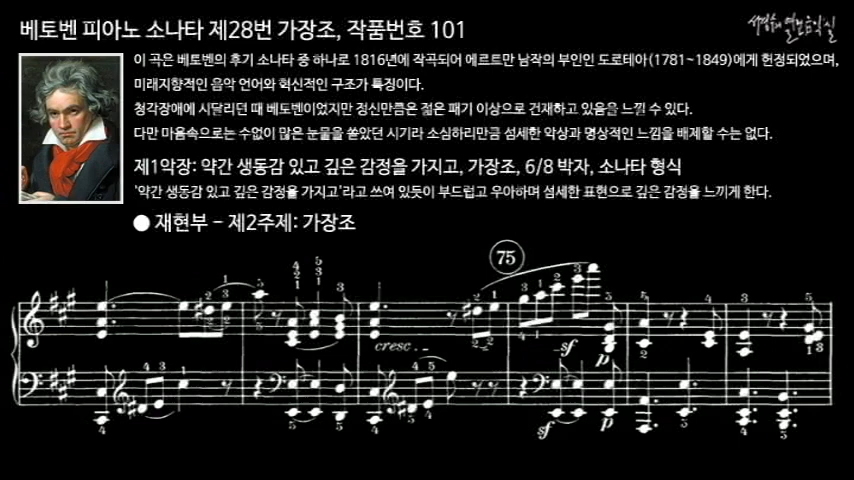 베토벤 피아노 소나타 제28번 가장조, 작품번호 101
이 곡은 베토벤의 후기 소나타 중 하나로 1816년에 작곡되어 에르트만 남작의 부인인 도로테아(1781~1849)에게 헌정되었으며,
미래지향적인 음악 언어와 혁신적인 구조가 특징이다.
청각장애에 시달리던 때 베토벤이었지만 정신만큼은 젊은 패기 이상으로 건재하고 있음을 느낄 수 있다.
다만 마음속으로는 수없이 많은 눈물을 쏟았던 시기라 소심하리만큼 섬세한 악상과 명상적인 느낌을 배제할 수는 없다.
제1악장: 약간 생동감 있고 깊은 감정을 가지고, 가장조, 6/8 박자, 소나타 형식
'약간 생동감 있고 깊은 감정을 가지고'라고 쓰여 있듯이 부드럽고 우아하며 섬세한 표현으로 깊은 감정을 느끼게 한다.
● 재현부 – 제2주제: 가장조
75
cresc. . .
sf p
sf p